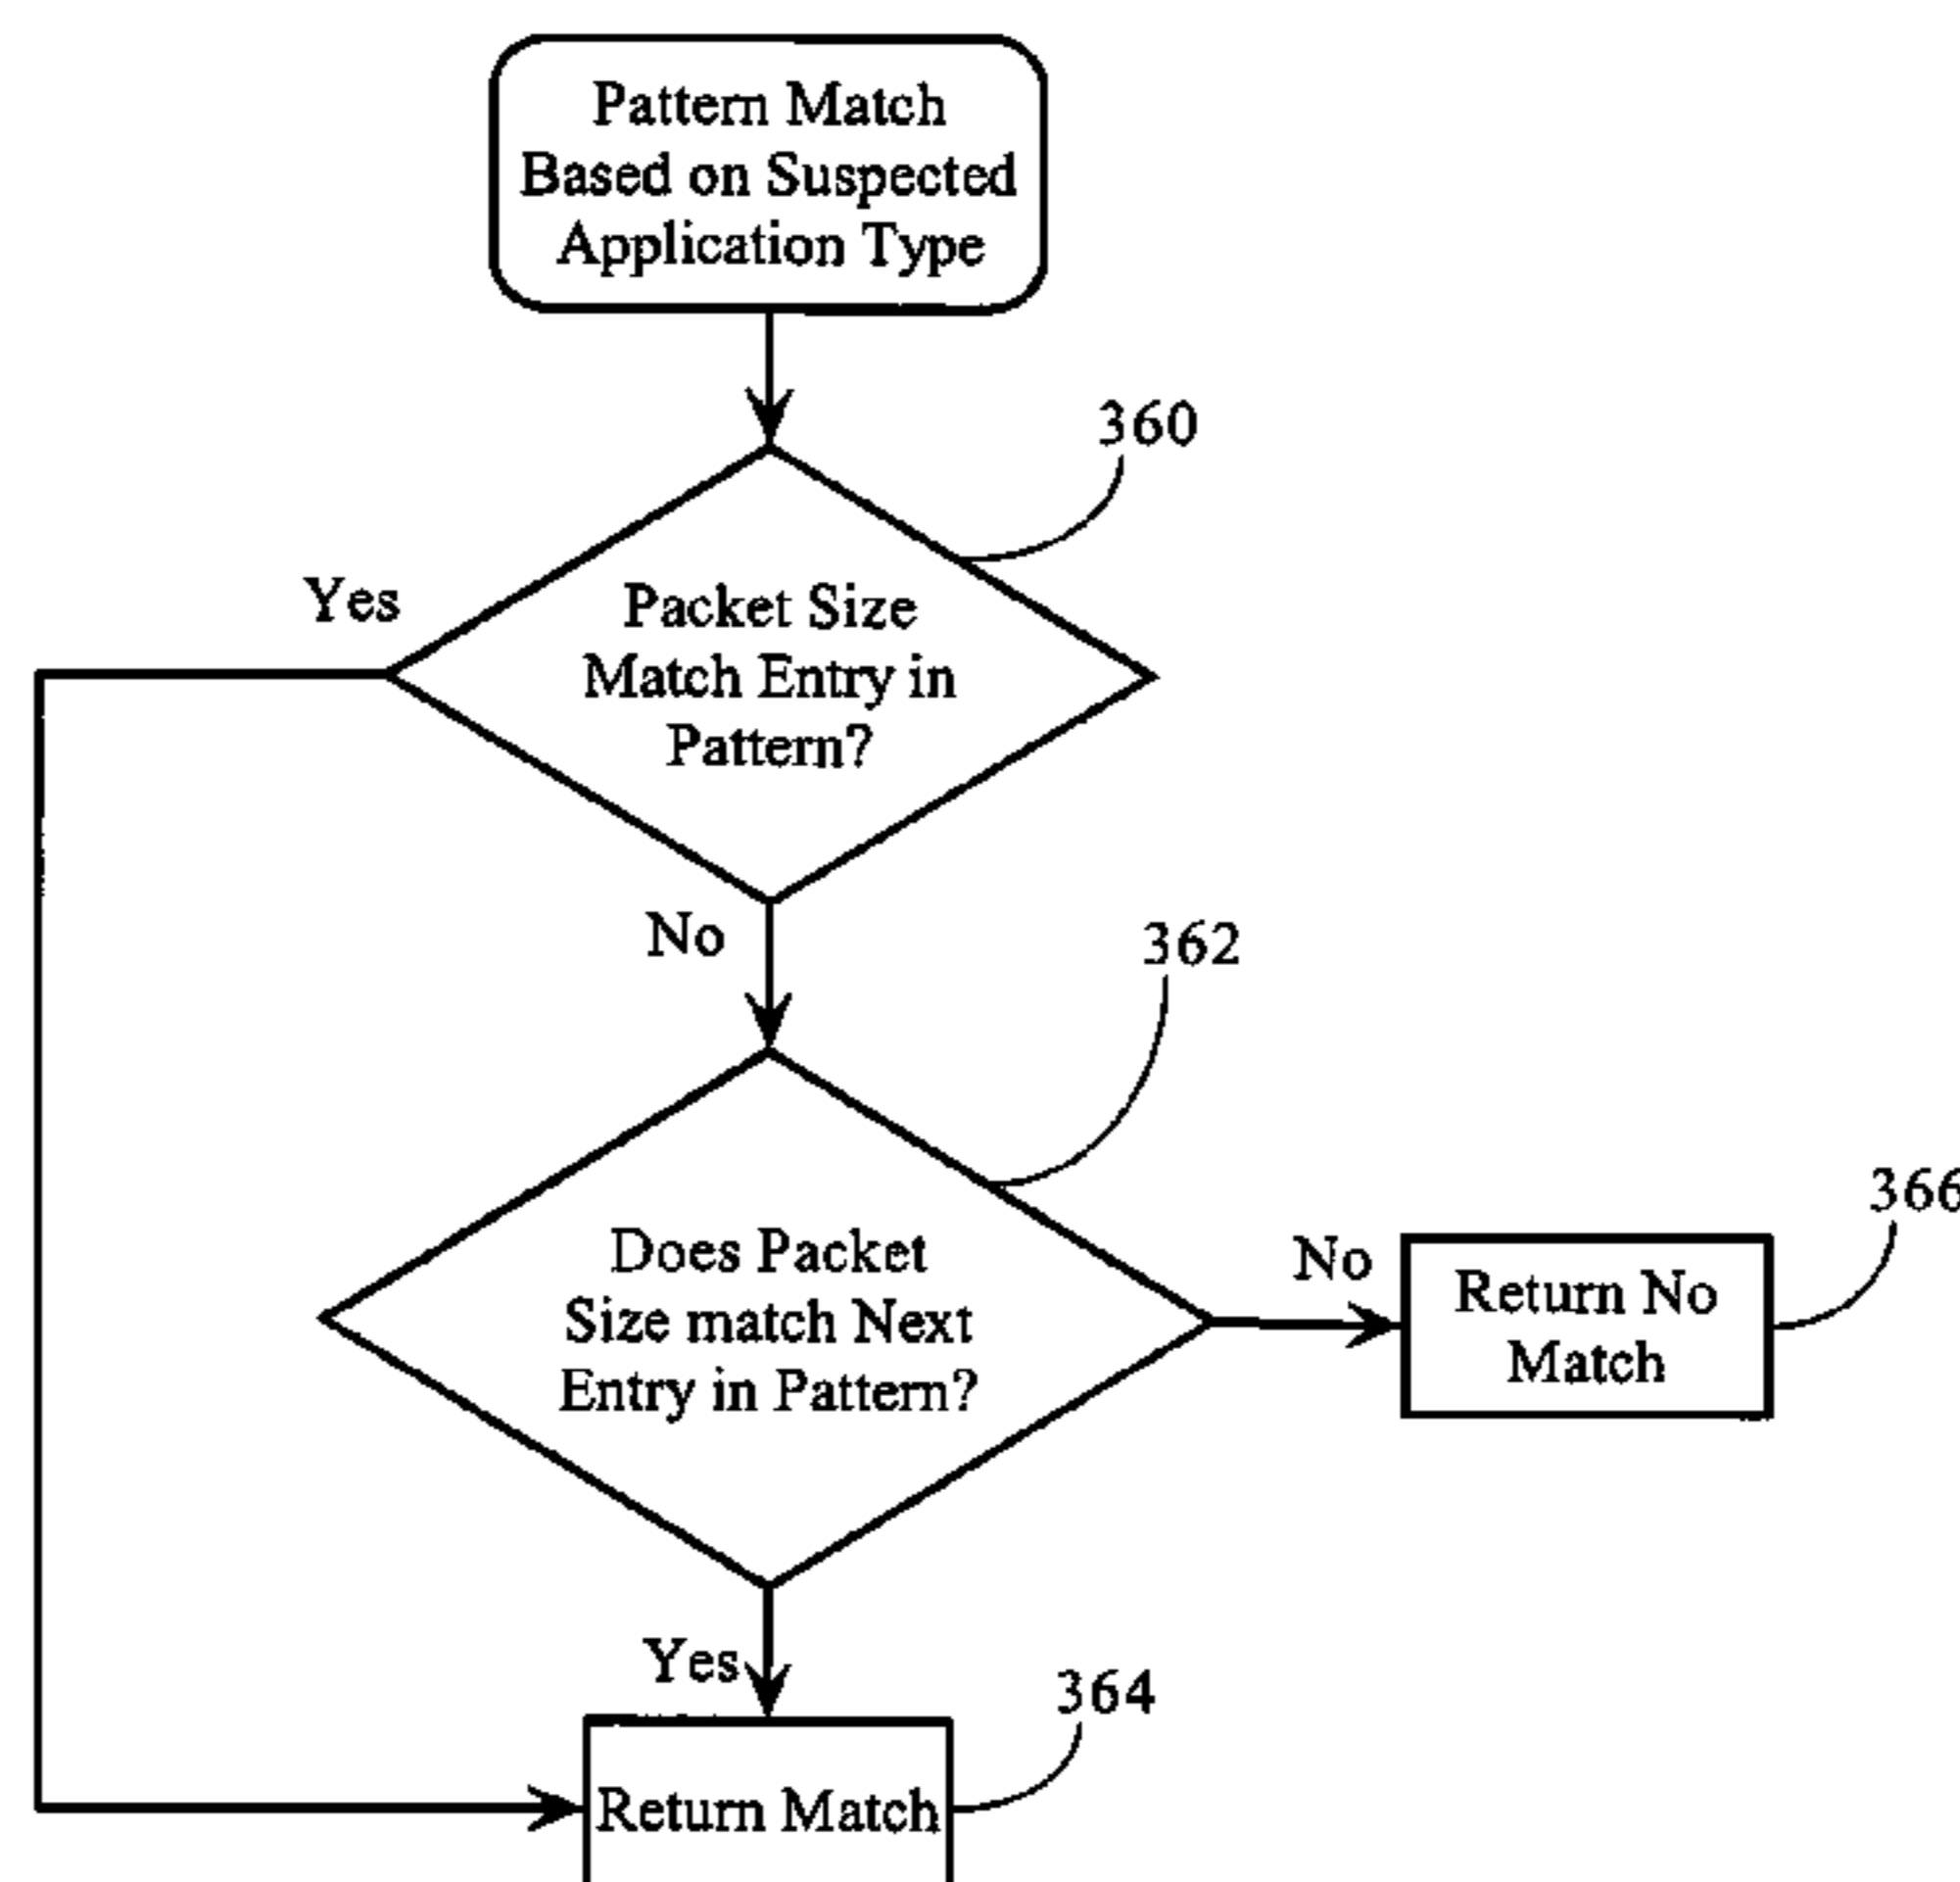 Pattern Match
Based on Suspected
Application Type
360
Yes
Packet Size
Match Entry in
Pattern?
No
362
366
Does Packet
Size match Next
Entry in Pattern?
No
Return No
Match
Yes
364
Return Match